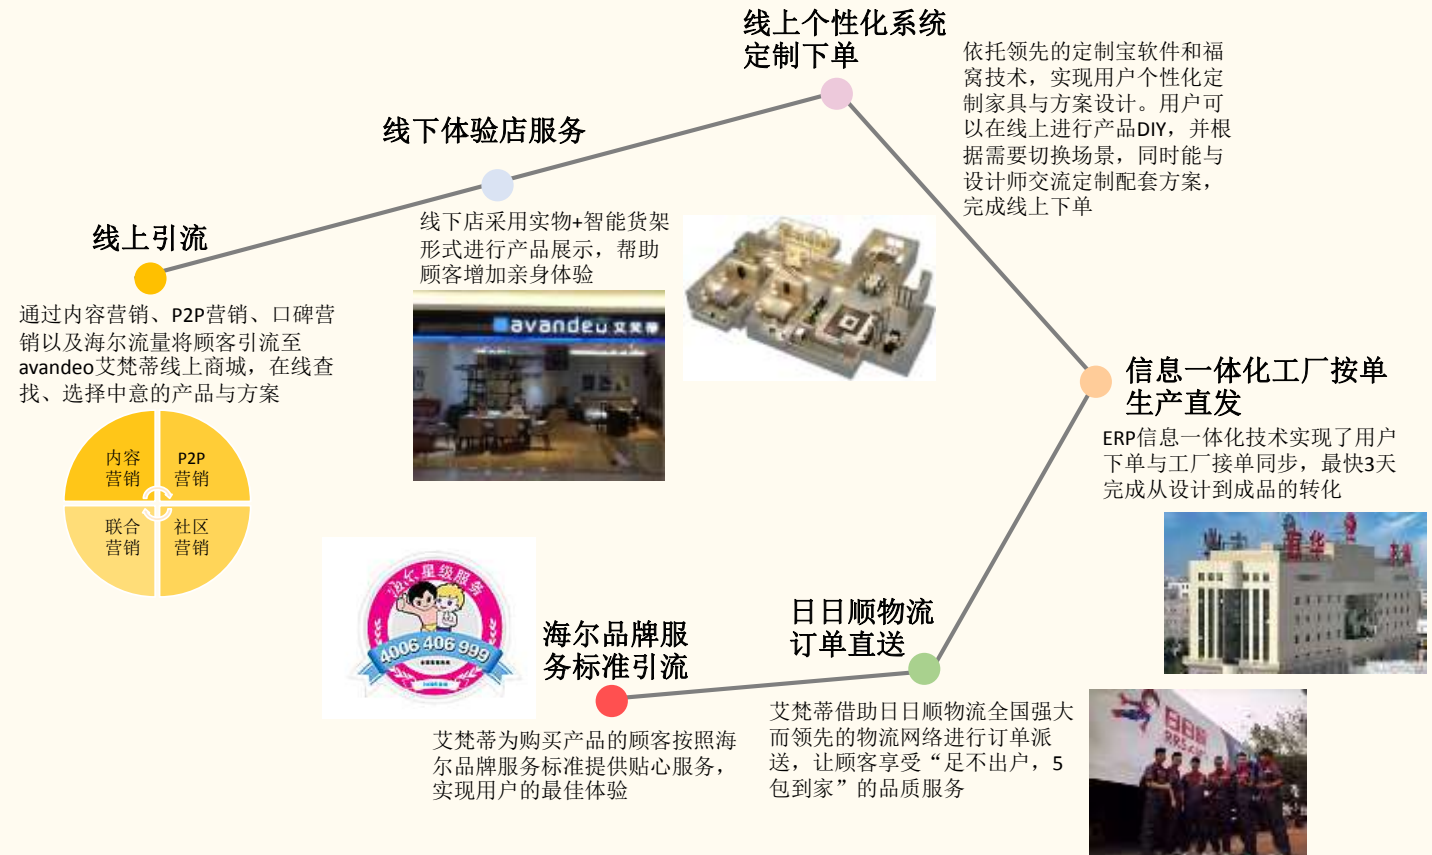 线上引流
通过内容营销、P2P营销、口碑营
销以及海尔流量将顾客引流至
avandeo艾梵蒂线上商城，在线查
找、选择中意的产品与方案
内容
营销
P2P
营销
联合
营销
社区
营销
线下体验店服务
线下店采用实物+智能货架
形式进行产品展示，帮助
顾客增加亲身体验
avandeo 艾梵蒂
线上个性化系统
定制下单
依托领先的定制宝软件和福
窝技术，实现用户个性化定
制家具与方案设计。用户可
以在线上进行产品DIY，并根
据需要切换场景，同时能与
设计师交流定制配套方案，
完成线上下单
信息一体化工厂按单
生产直发
ERP信息一体化技术实现了用户
下单与工厂接单同步，最快3天
完成从设计到成品的转化
日日顺物流
订单直送
艾梵蒂借助日日顺物流全国强大
而领先的物流网络进行订单派
送，让顾客享受“足不出户，5
包到家”的品质服务
日日顺
海尔品牌服
务标准引流
艾梵蒂为购买产品的顾客按照海
尔品牌服务标准提供贴心服务，
实现用户的最佳体验
星级服务
4006 406 999